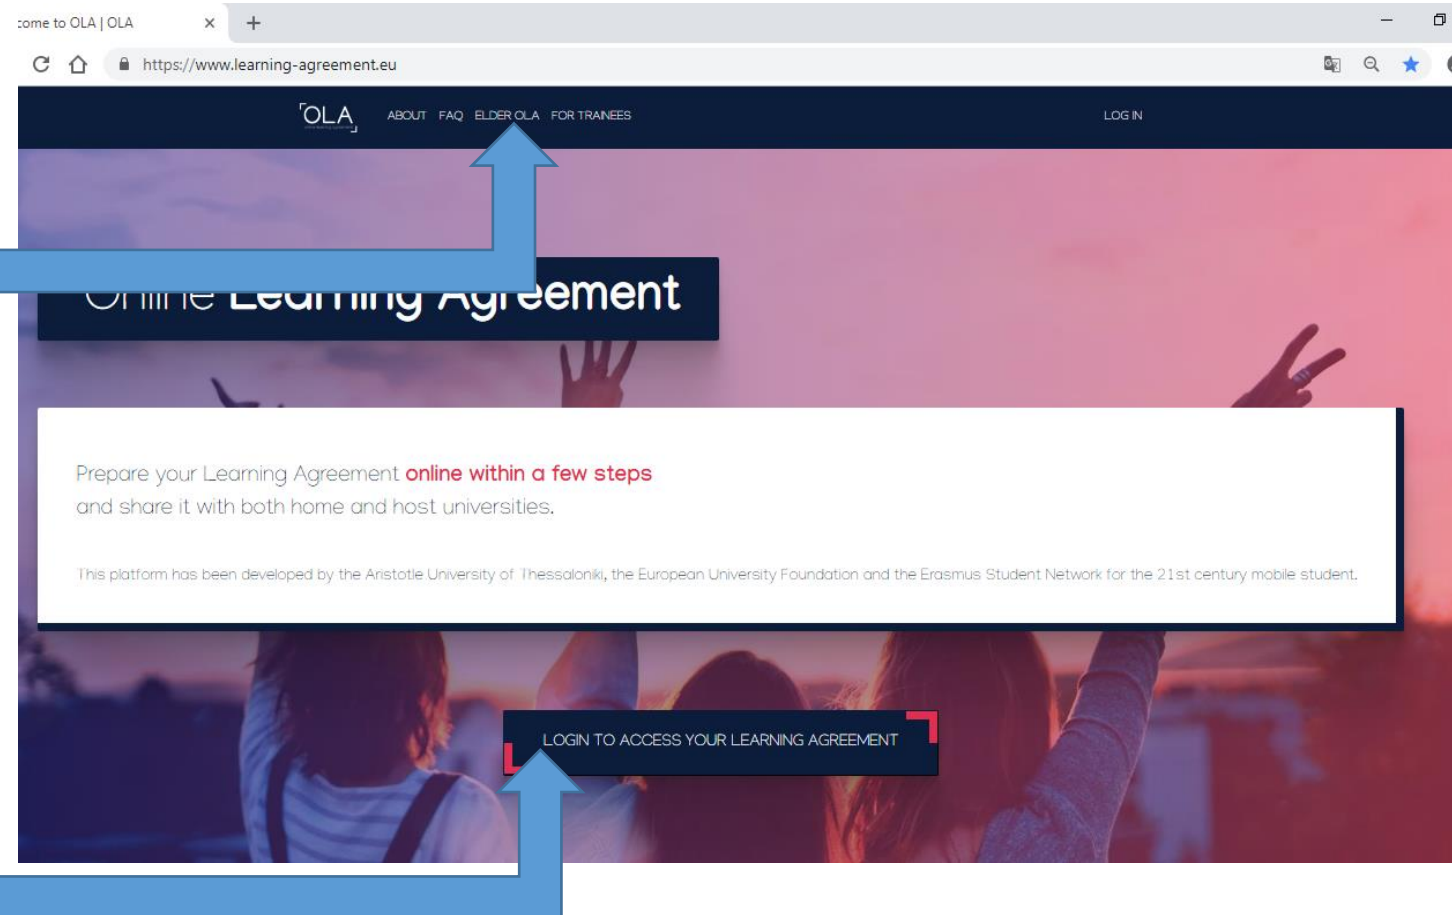 come to OLA | OLA
https://www.learning-agreement.eu
OLA ABOUT FAQ ELDER OLA FOR TRAINEES LOG IN
Online Learning Agreement
Prepare your Learning Agreement online within a few steps
and share it with both home and host universities.
This platform has been developed by the Aristotle University of Thessaloniki, the European University Foundation and the Erasmus Student Network for the 21st century mobile student.
LOGIN TO ACCESS YOUR LEARNING AGREEMENT